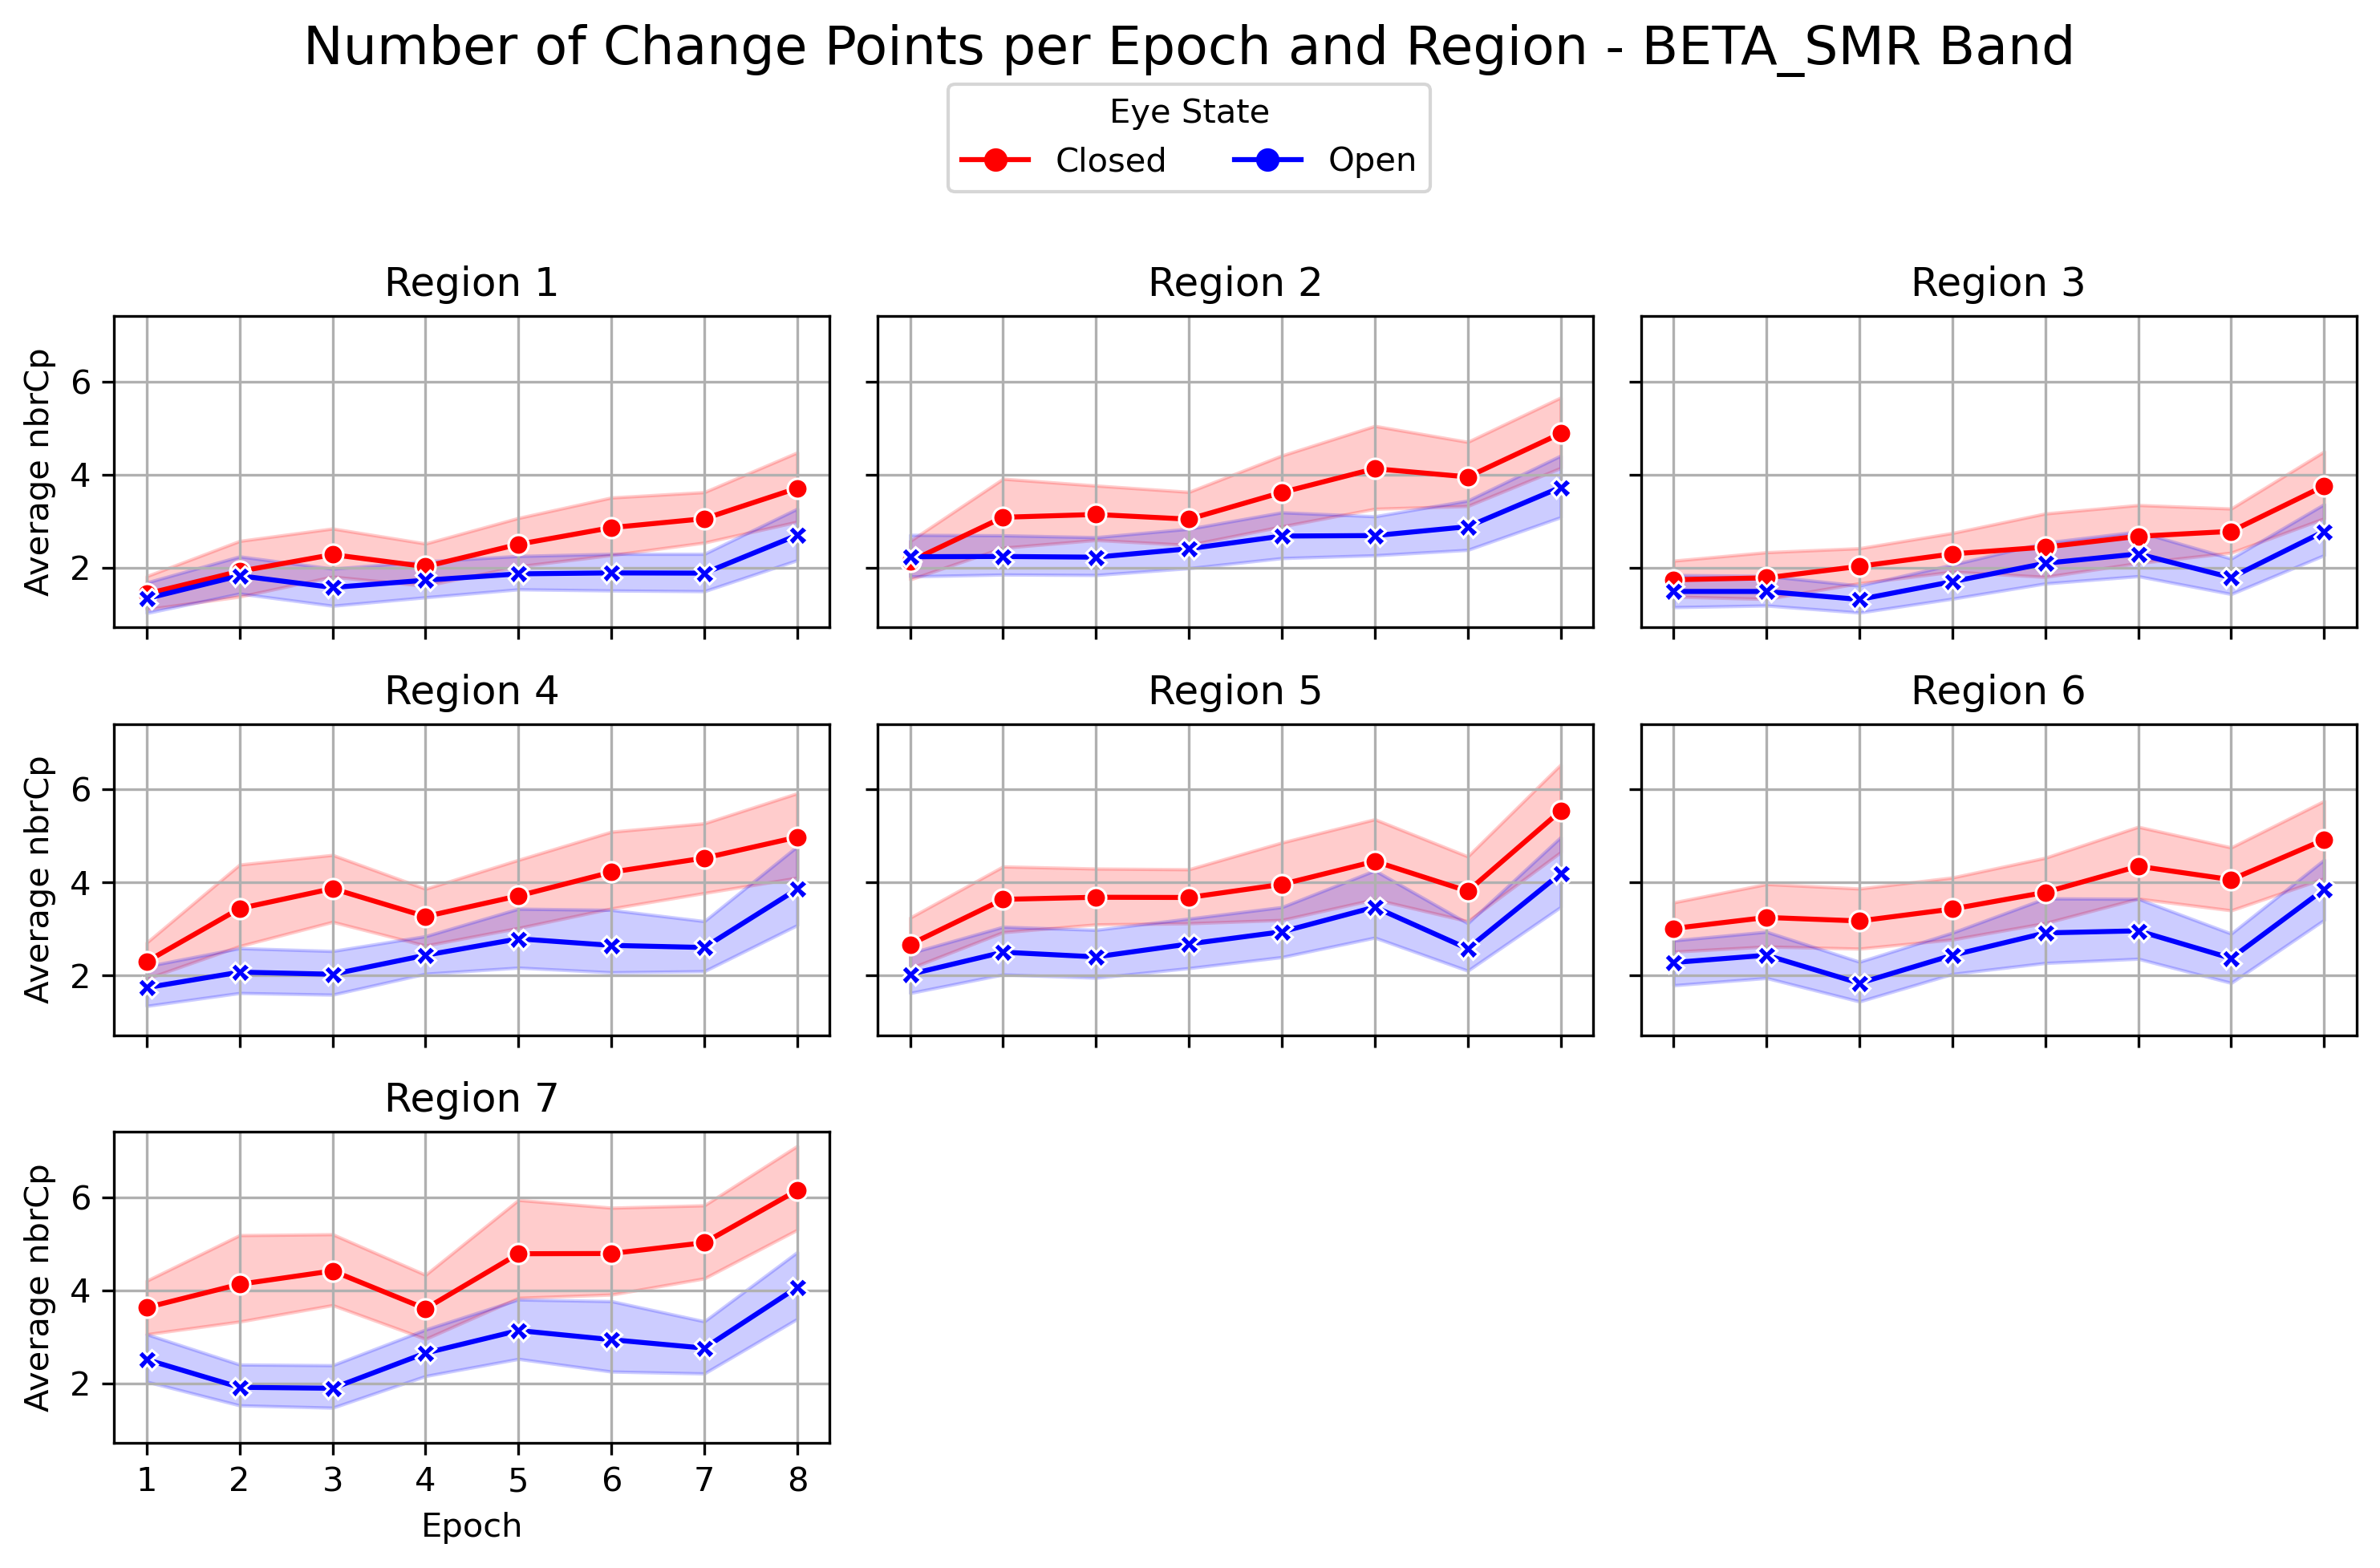 Number of Change Points per Epoch and Region - BETA_SMR Band
Eye State
Closed Open
Region 1 Region 2 Region 3
Average nbrCp
6
4
2
Region 4 Region 5 Region 6
Average nbrCp
6
4
2
Region 7
Average nbrCp
6
4
2
1 2 3 4 5 6 7 8
Epoch